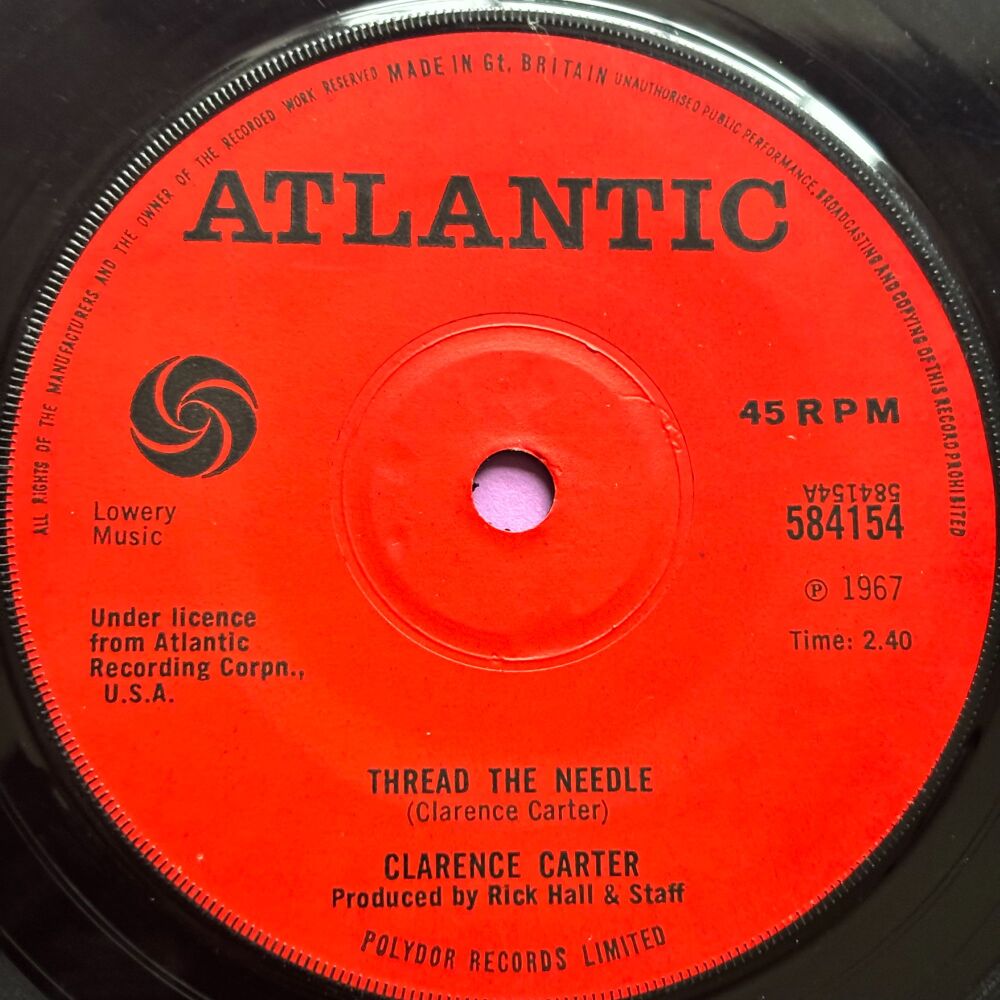 ALL RIGHTS OF THE MANUFACTURERS AND THE OWNER OF THE RECORDED WORK RESERVED MADE IN Gt. BRITAIN UNAUTHORISED PUBLIC PERFORMANCE, BROADCASTING AND COPYING OF THIS RECORD PROHIBITED
ATLANTIC
45 RPM
584154A
584154
Lowery
Music
℗ 1967
Under licence
from Atlantic
Recording Corpn.,
U.S.A.
Time: 2.40
THREAD THE NEEDLE
(Clarence Carter)
CLARENCE CARTER
Produced by Rick Hall & Staff
POLYDOR RECORDS LIMITED